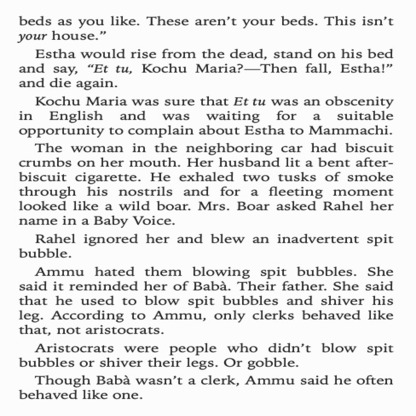 beds as you like. These aren’t your beds. This isn’t
your house.”
Estha would rise from the dead, stand on his bed
and say, “Et tu, Kochu Maria?—Then fall, Estha!”
and die again.
Kochu Maria was sure that Et tu was an obscenity
in English and was waiting for a suitable
opportunity to complain about Estha to Mammachi.
The woman in the neighboring car had biscuit
crumbs on her mouth. Her husband lit a bent after-
biscuit cigarette. He exhaled two tusks of smoke
through his nostrils and for a fleeting moment
looked like a wild boar. Mrs. Boar asked Rahel her
name in a Baby Voice.
Rahel ignored her and blew an inadvertent spit
bubble.
Ammu hated them blowing spit bubbles. She
said it reminded her of Babà. Their father. She said
that he used to blow spit bubbles and shiver his
leg. According to Ammu, only clerks behaved like
that, not aristocrats.
Aristocrats were people who didn’t blow spit
bubbles or shiver their legs. Or gobble.
Though Babà wasn’t a clerk, Ammu said he often
behaved like one.